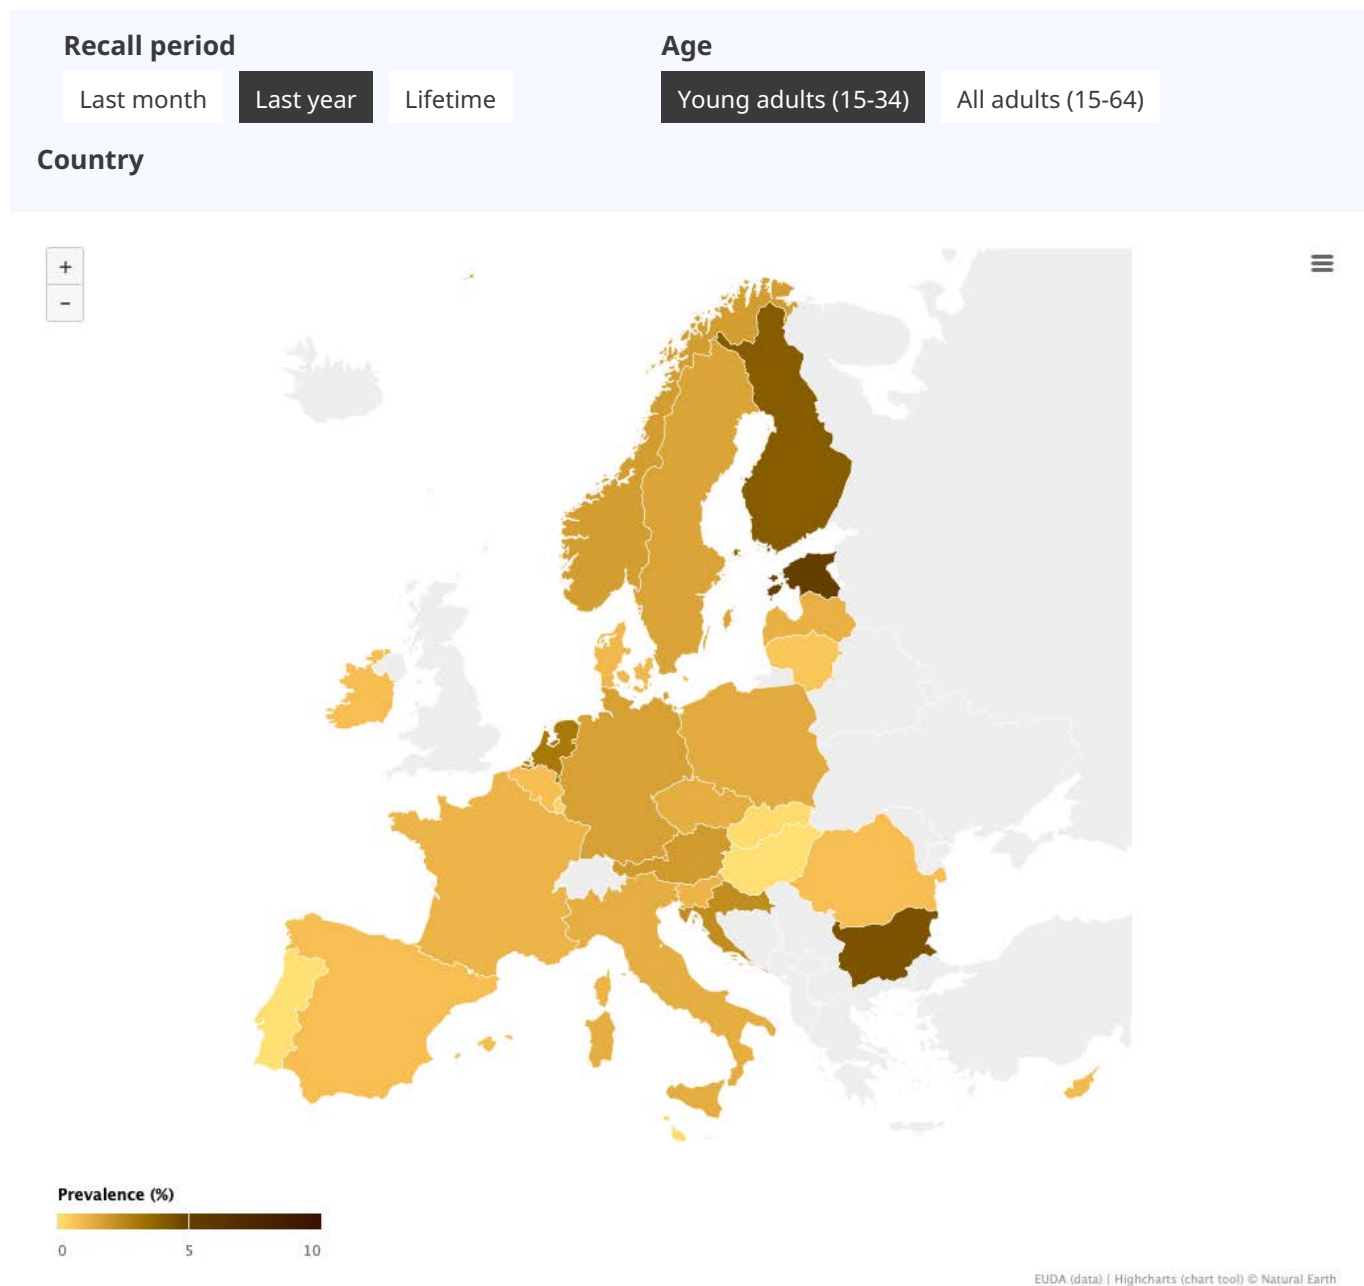 Recall period
Age
Last month Last year Lifetime
Young adults (15-34) All adults (15-64)
Country
+
−
Prevalence (%)
0 5 10
EUDA (data) | Highcharts (chart tool) © Natural Earth